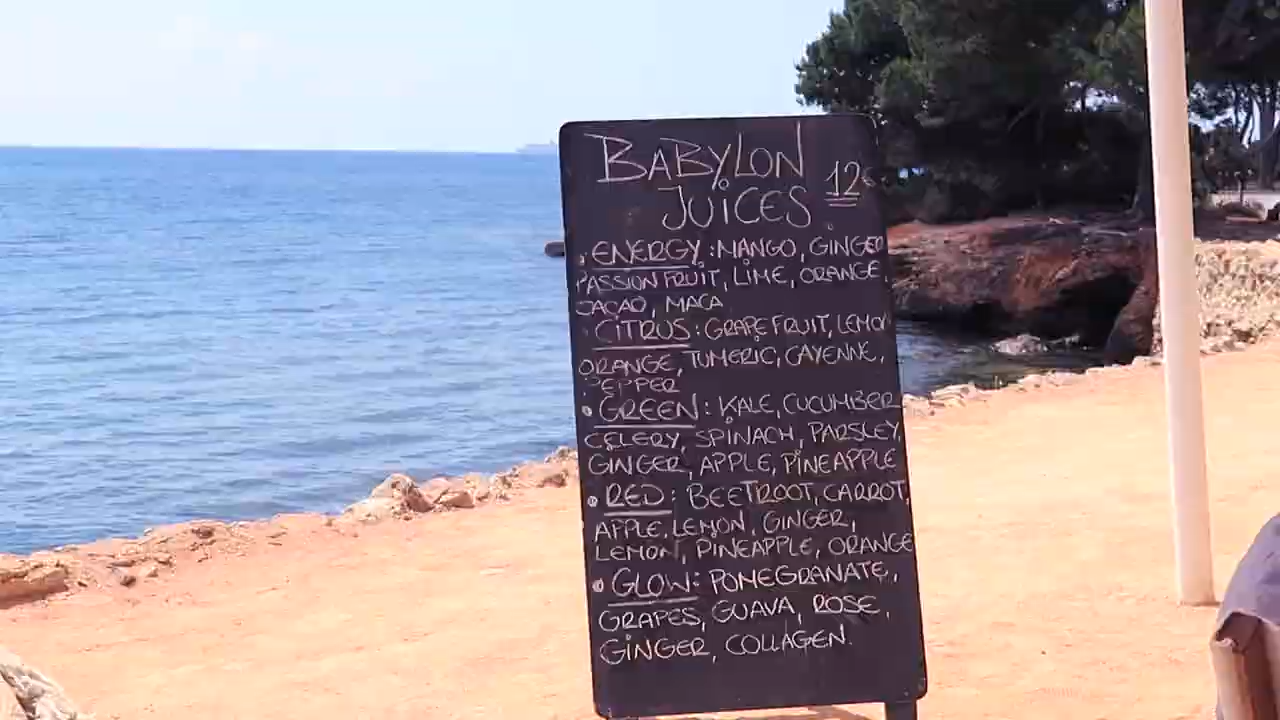 BABYLON
JUICES 12€
• ENERGY: MANGO, GINGER
PASSION FRUIT, LIME, ORANGE,
CACAO, MACA
• CITRUS: GRAPEFRUIT, LEMON
ORANGE, TUMERIC, CAYENNE,
PEPPER
• GREEN: KALE, CUCUMBER
CELERY, SPINACH, PARSLEY,
GINGER, APPLE, PINEAPPLE
• RED: BEETROOT, CARROT,
APPLE, LEMON, GINGER,
LEMON, PINEAPPLE, ORANGE
• GLOW: POMEGRANATE,
GRAPES, GUAVA, ROSE,
GINGER, COLLAGEN.